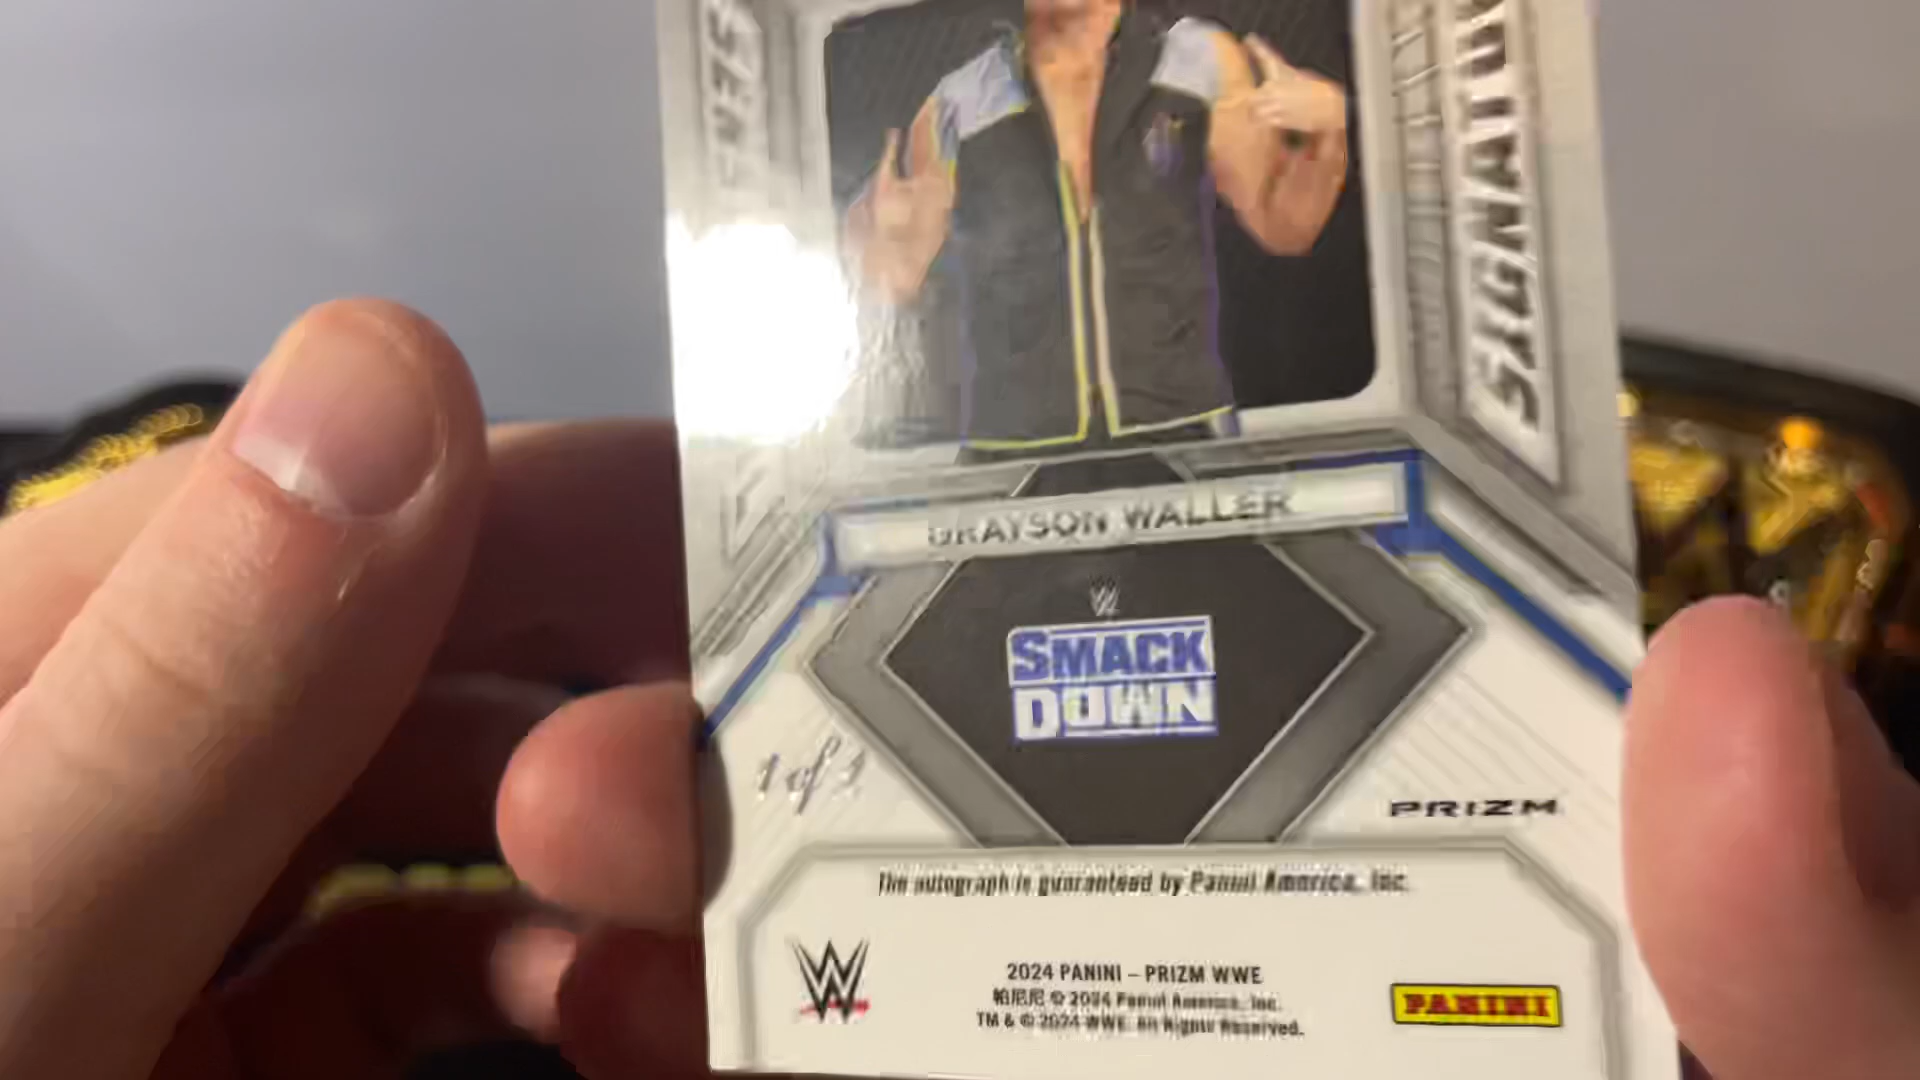 SIGNATUR
GRAYSON WALLER
W
SMACK
DOWN
1 of 1
PRIZM
The autograph is guaranteed by Panini America, Inc.
W
2024 PANINI – PRIZM WWE
帕尼尼 © 2024 Panini America, Inc.
TM & © 2024 WWE. All Rights Reserved.
PANINI